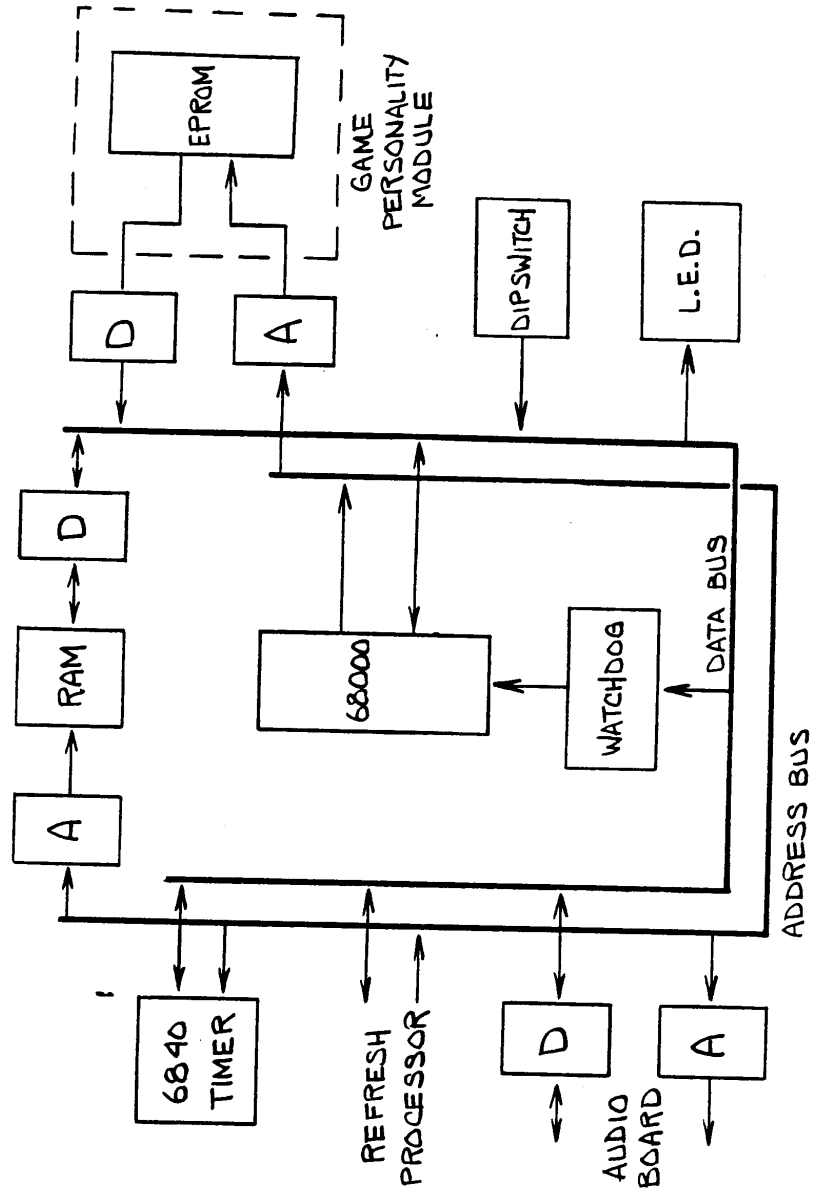 A
RAM
D
D
EPROM
6840
TIMER
A
GAME
PERSONALITY
MODULE
68000
REFRESH
PROCESSOR
DIPSWITCH
D
WATCHDOG
AUDIO
BOARD
L.E.D.
A
DATA BUS
ADDRESS BUS